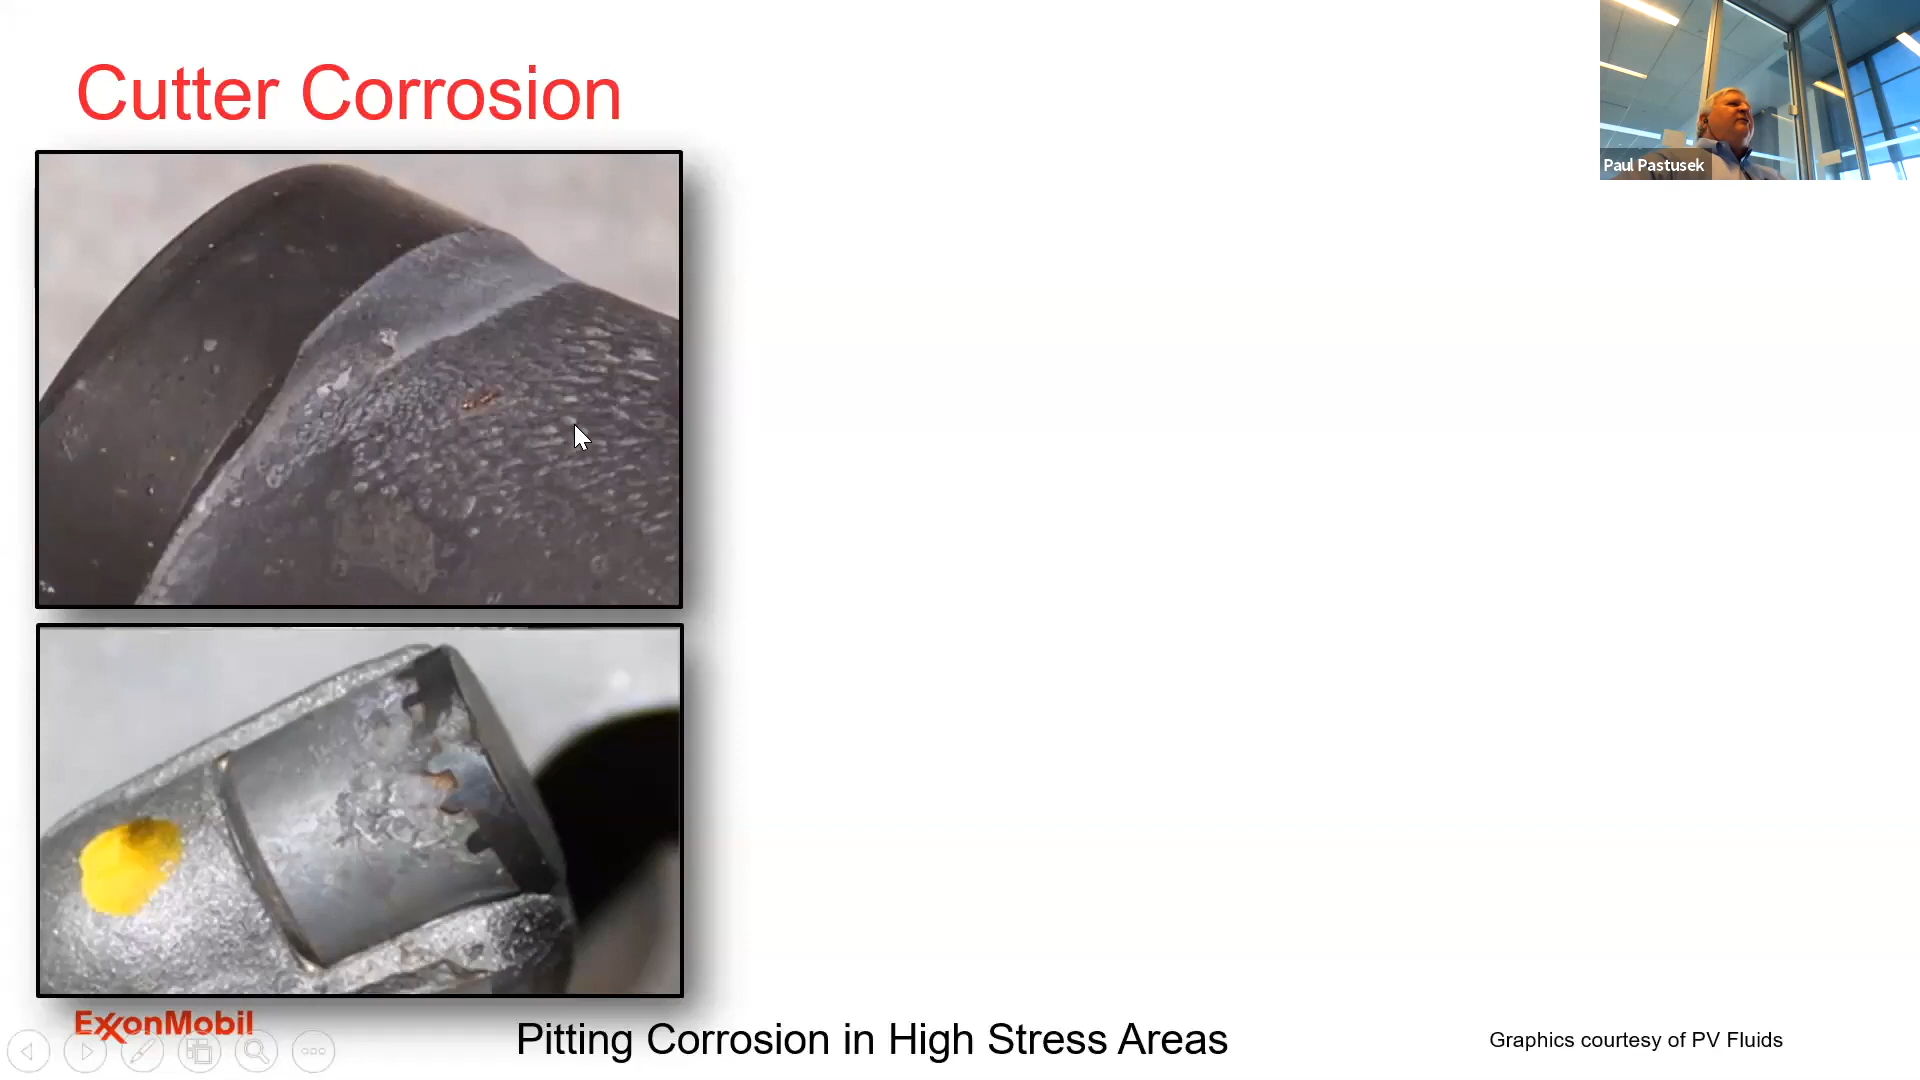 Cutter Corrosion
Paul Pastusek
ExxonMobil
Pitting Corrosion in High Stress Areas
Graphics courtesy of PV Fluids